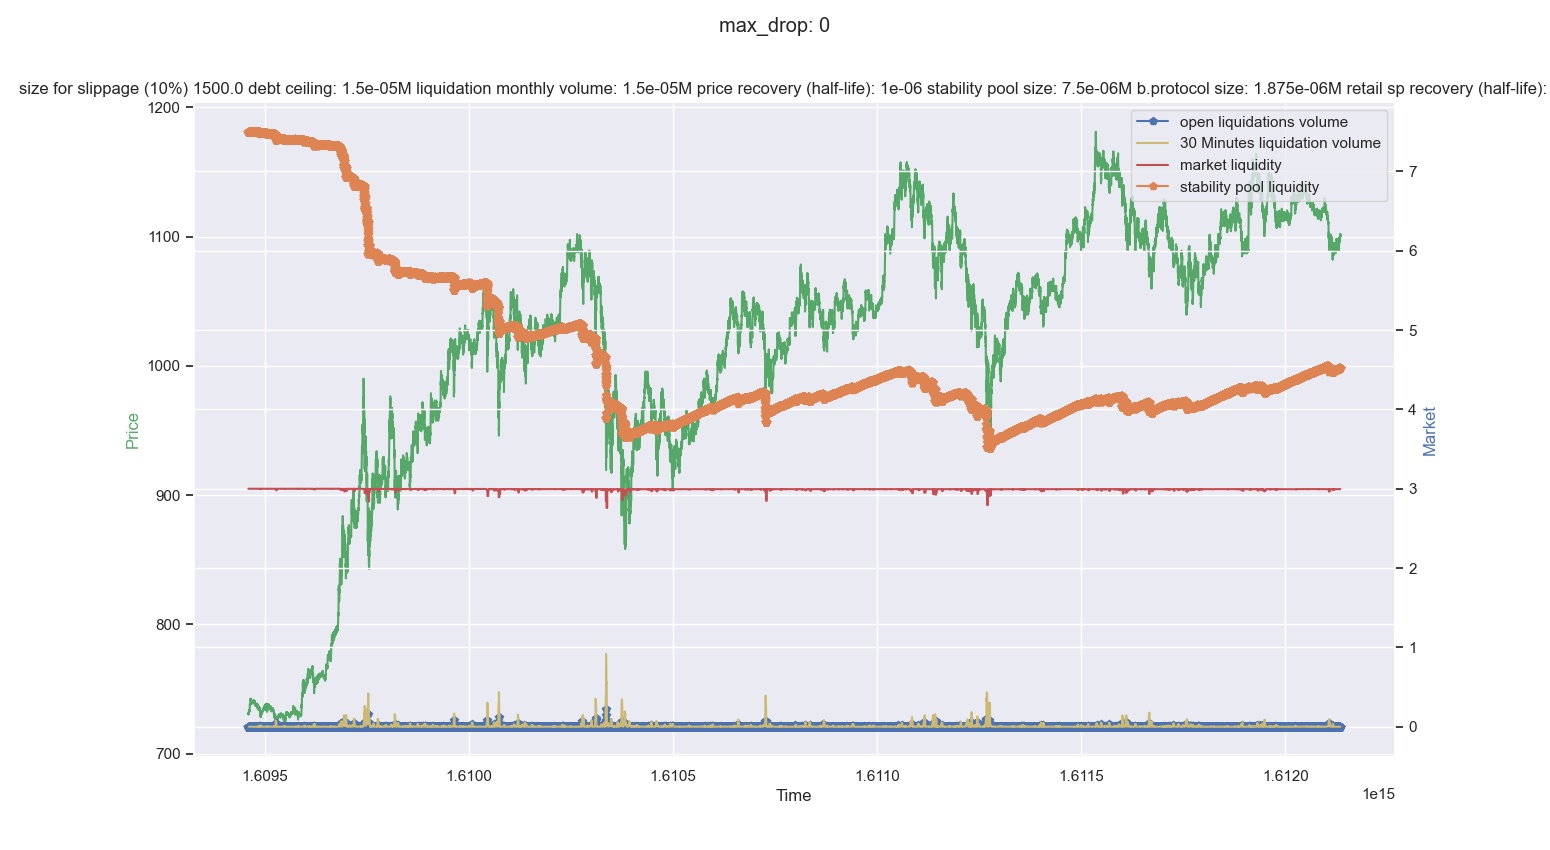 max_drop: 0
size for slippage (10%) 1500.0 debt ceiling: 1.5e-05M liquidation monthly volume: 1.5e-05M price recovery (half-life): 1e-06 stability pool size: 7.5e-06M b.protocol size: 1.875e-06M retail sp recovery (half-life):
open liquidations volume
30 Minutes liquidation volume
market liquidity
stability pool liquidity
1200
1100
1000
900
800
700
Price
7
6
5
4
3
2
1
0
Market
1.6095 1.6100 1.6105 1.6110 1.6115 1.6120
1e15
Time